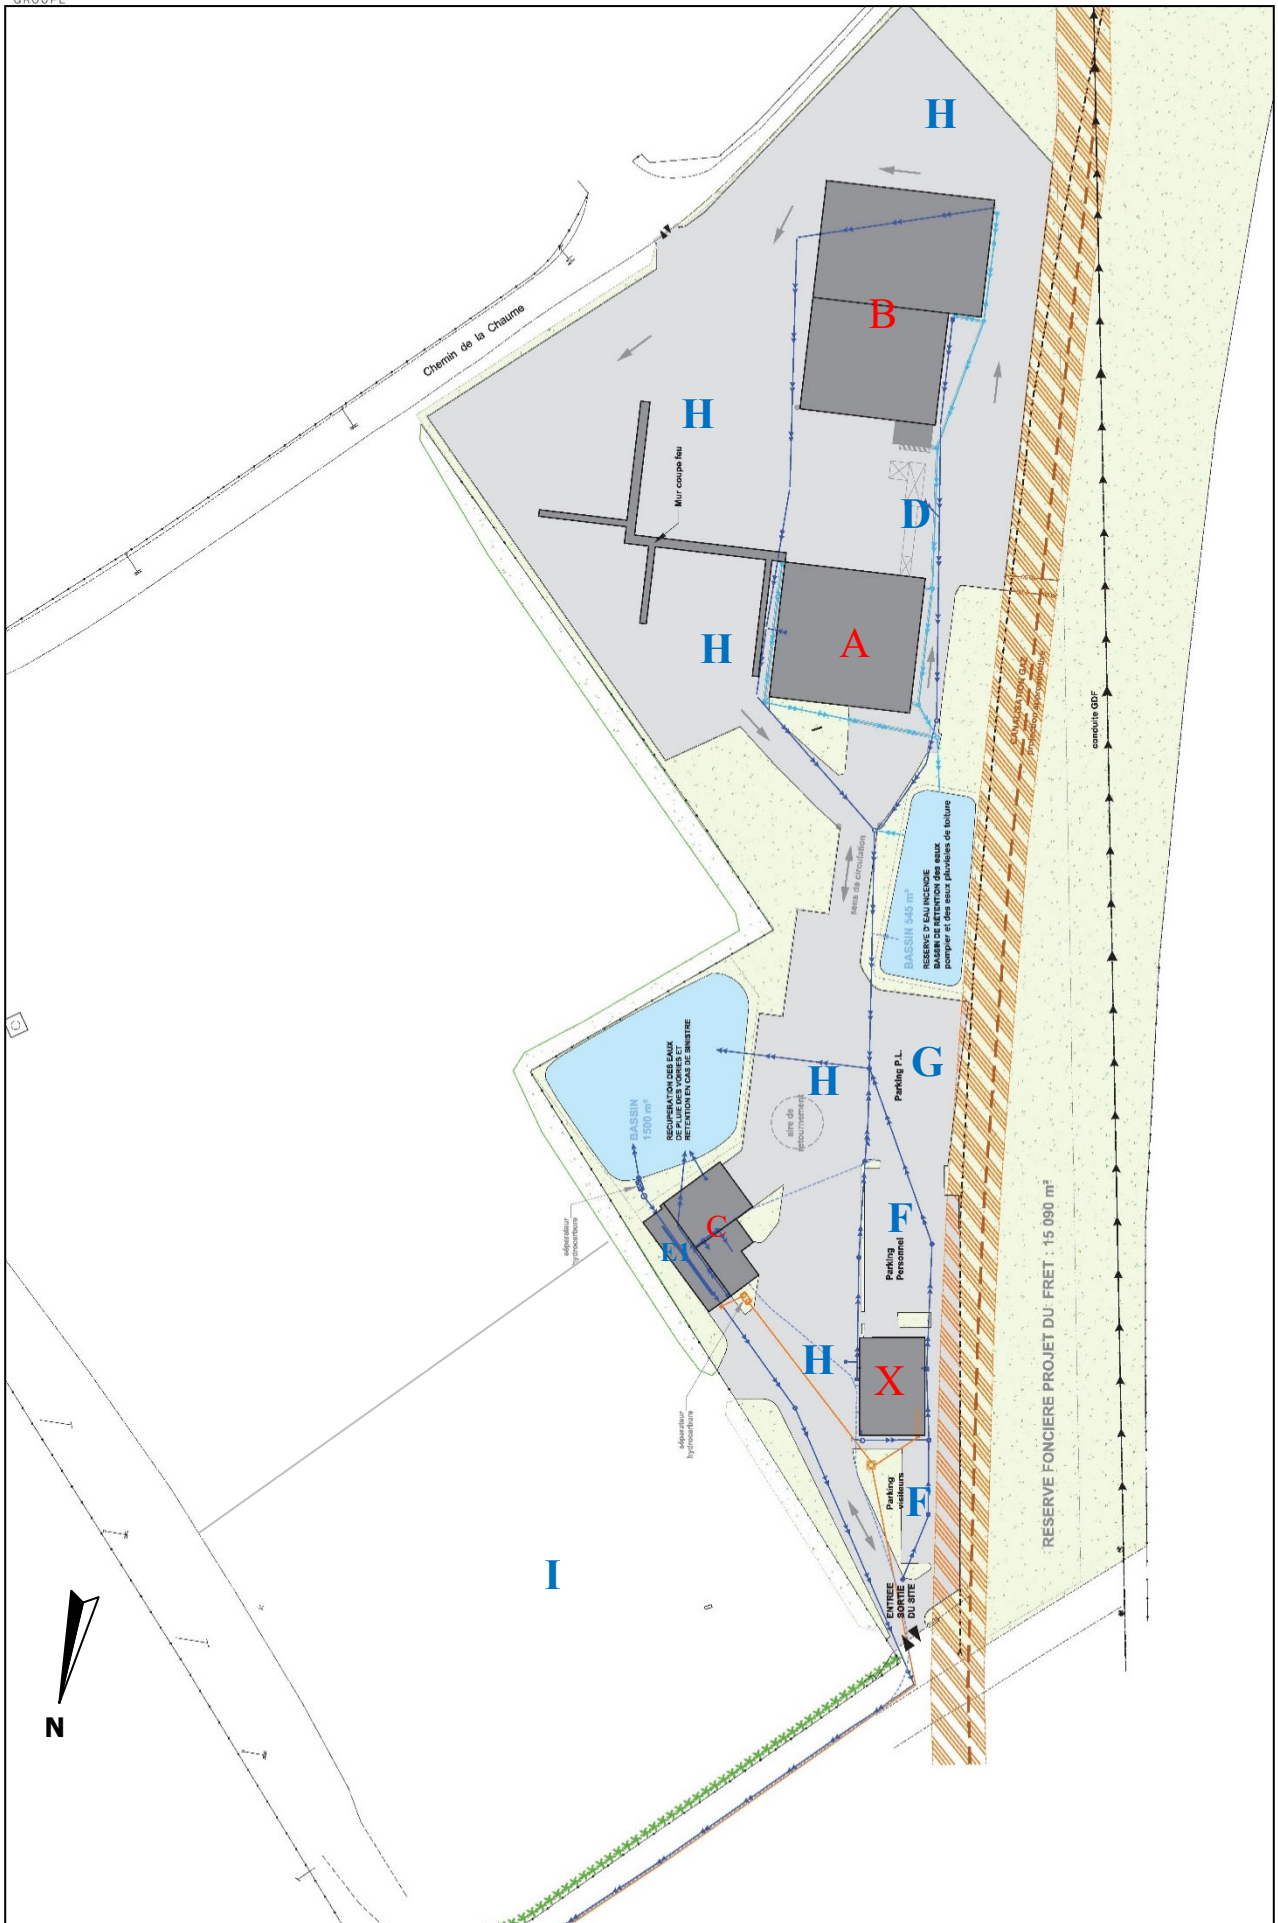 GROUPE
H
B
Chemin de la Chaume
H
Mur coupe feu
D
H
A
CANALISATION GAZ
conduite GDF
sens de circulation
BASSIN 545 m³
RESERVE D'EAU INCENDIE
BASSIN DE RÉTENTION des eaux
pompier et des eaux pluviales de toiture
BASSIN
1500 m³
RECUPERATION DES EAUX
DE PLUIE DES VOIRIES ET
RETENTION EN CAS DE SINISTRE
H
G
Parking P.L.
aire de
retournement
séparateur
hydrocarbure
C
E1
F
Parking
Personnel
H
X
séparateur
hydrocarbure
Parking
visiteurs
F
RESERVE FONCIERE PROJET DU FRET : 15 090 m²
I
ENTREE
SORTIE
DU SITE
N